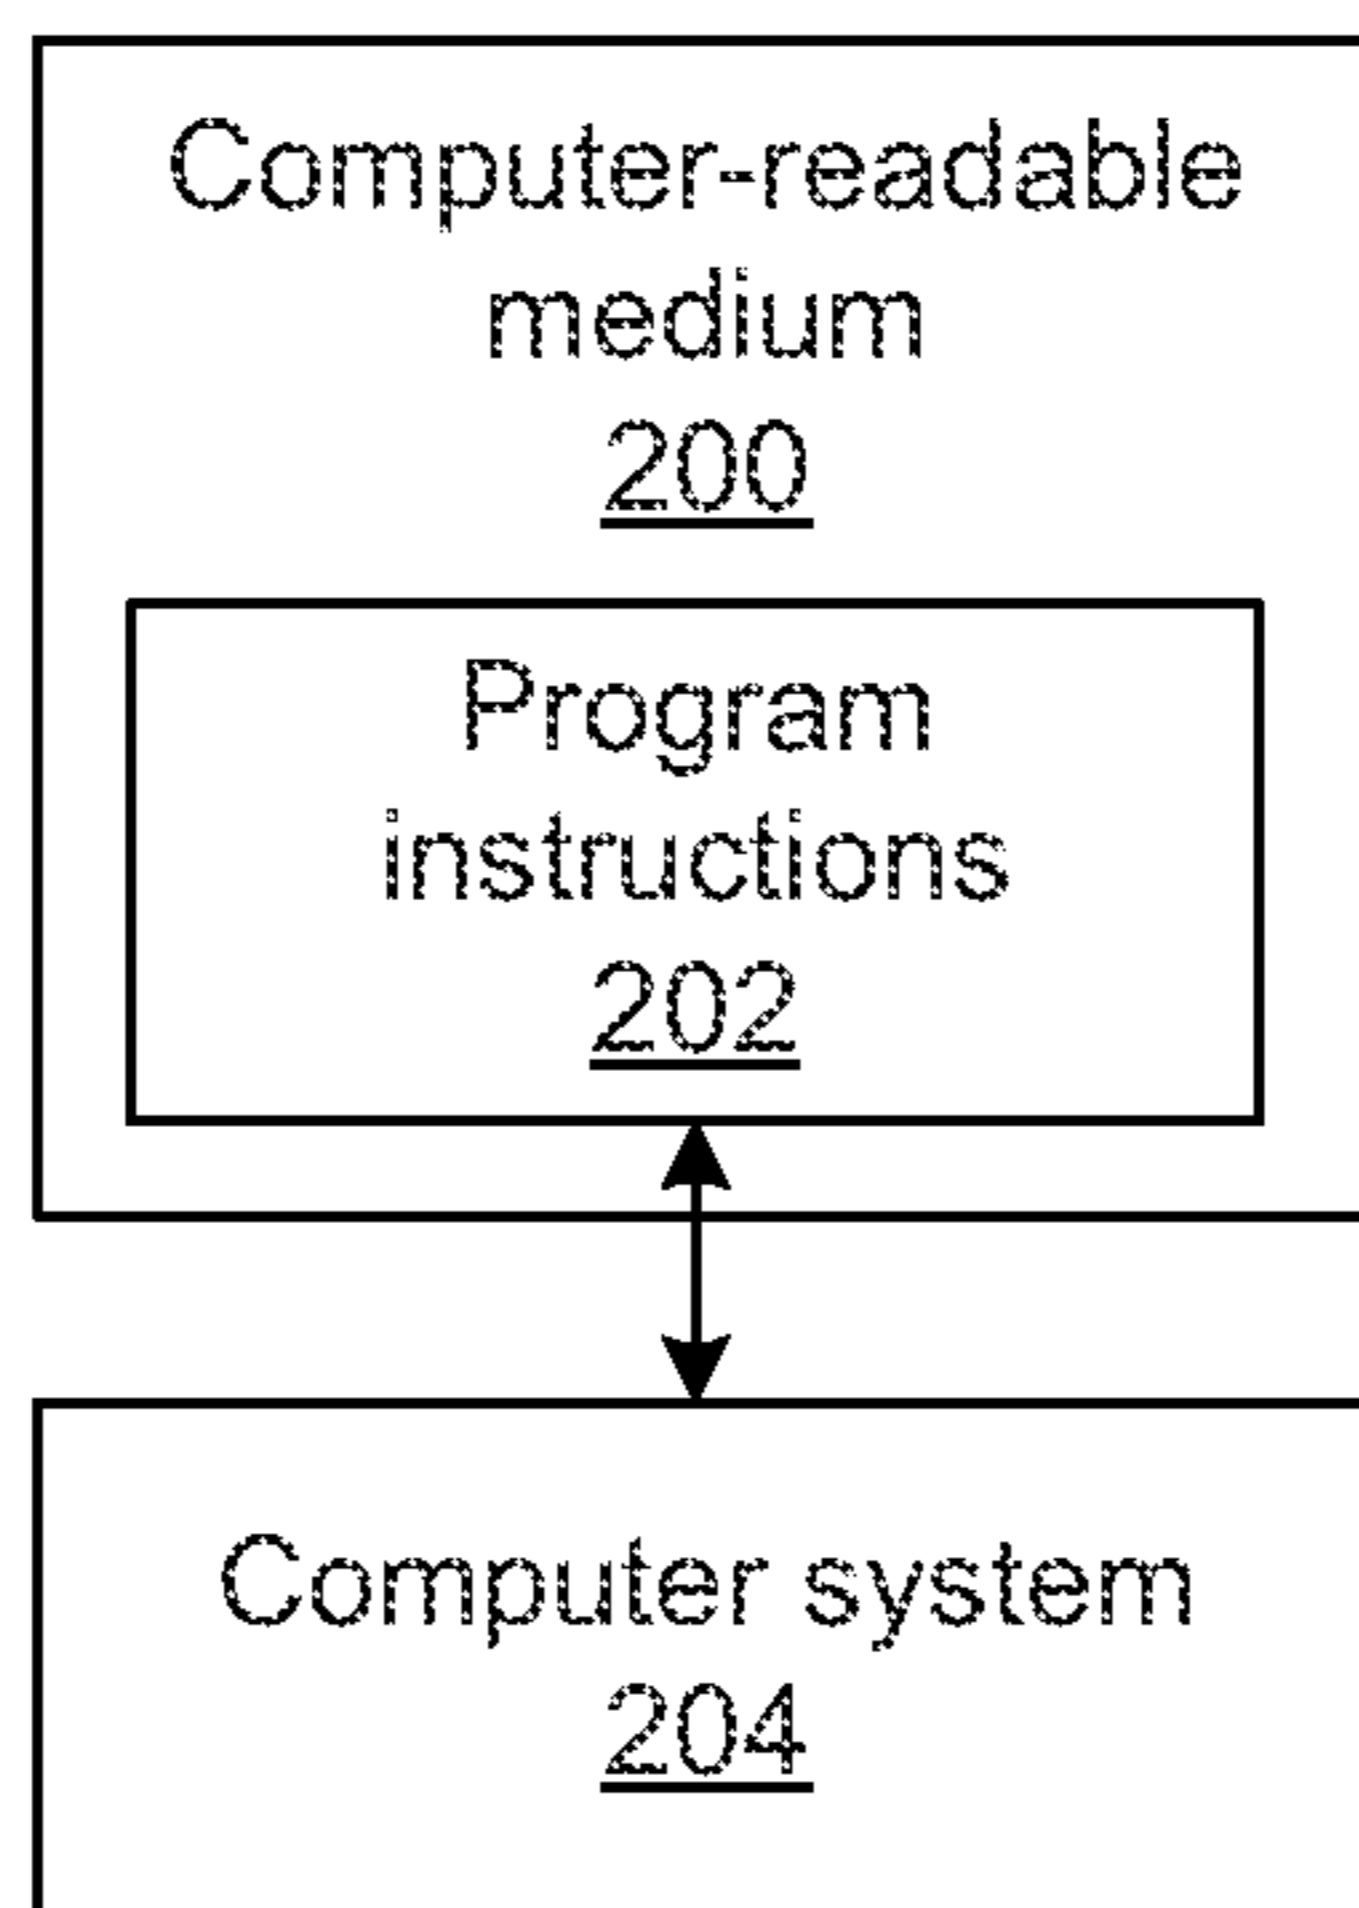 Computer-readable
medium
200
Program
instructions
202
Computer system
204